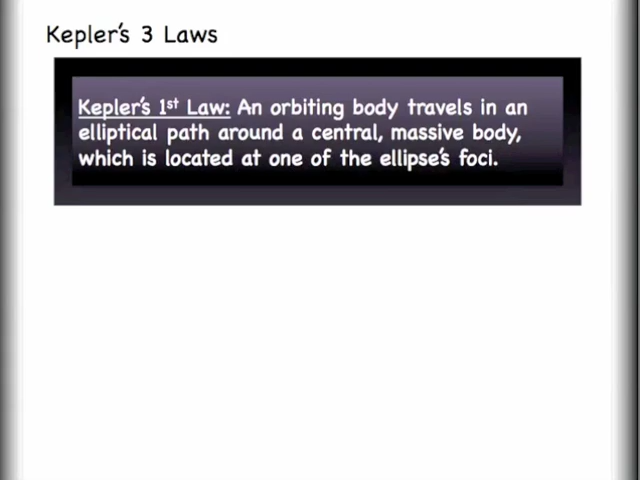 Kepler's 3 Laws
Kepler's 1st Law: An orbiting body travels in an
elliptical path around a central, massive body,
which is located at one of the ellipse's foci.